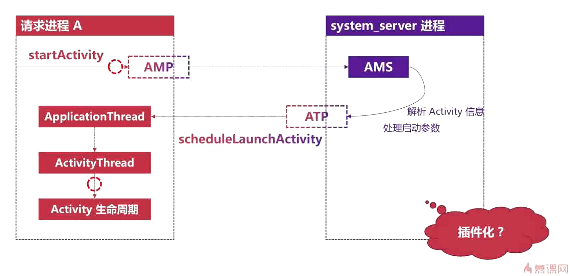 请求进程 A
system_server 进程
startActivity
AMP
AMS
解析 Activity 信息
处理启动参数
ATP
scheduleLaunchActivity
ApplicationThread
ActivityThread
Activity 生命周期
插件化？
慕课网